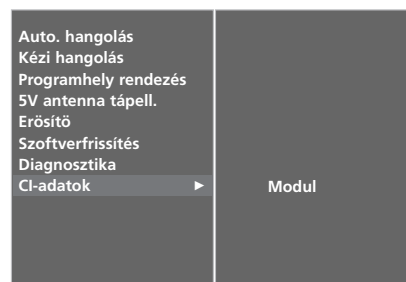 Auto. hangolás
Kézi hangolás
Programhely rendezés
5V antenna tápell.
Erösítö
Szoftverfrissítés
Diagnosztika
CI-adatok ► Modul